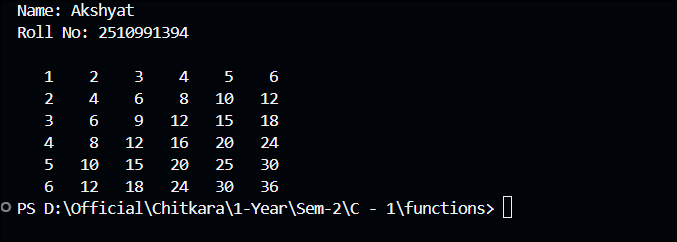 Name: Akshyat
Roll No: 2510991394
1 2 3 4 5 6
2 4 6 8 10 12
3 6 9 12 15 18
4 8 12 16 20 24
5 10 15 20 25 30
6 12 18 24 30 36
PS D:\Official\Chitkara\1-Year\Sem-2\C - 1\functions>